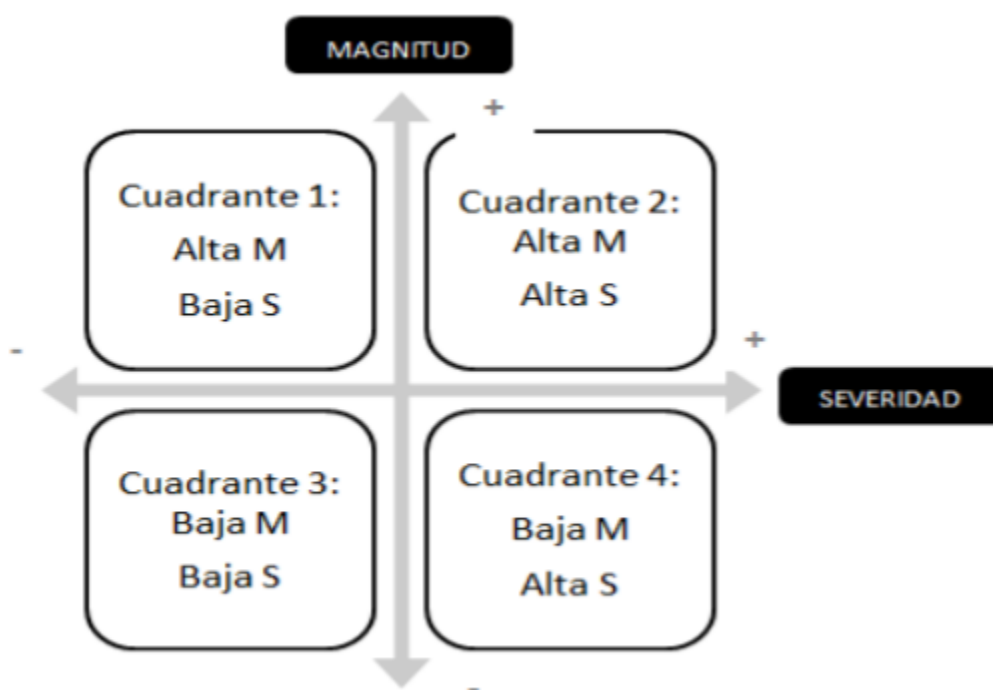 MAGNITUD
+
Cuadrante 1:
Alta M
Baja S
Cuadrante 2:
Alta M
Alta S
-
+
SEVERIDAD
Cuadrante 3:
Baja M
Baja S
Cuadrante 4:
Baja M
Alta S
-